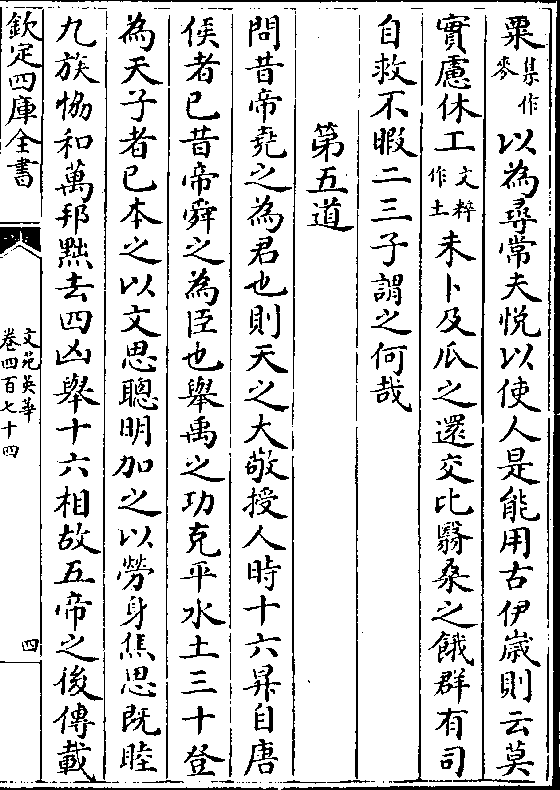 粟集作麥以為尋常夫悅以使人是能用古伊歲則云莫
實慮休工文粹作土未卜及瓜之還交比翳桑之餓群有司
自救不暇二三子謂之何哉
第五道
問昔帝堯之為君也則天之大敬授人時十六昇自唐
侯者已昔帝舜之為臣也舉禹之功克平水土三十登
為天子者已本之以文思聰明加之以勞身焦思既睦
九族恊和萬邦黜去四凶舉十六相故五帝之後傳載
欽定四庫全書
文苑英華
卷四百七十四
四